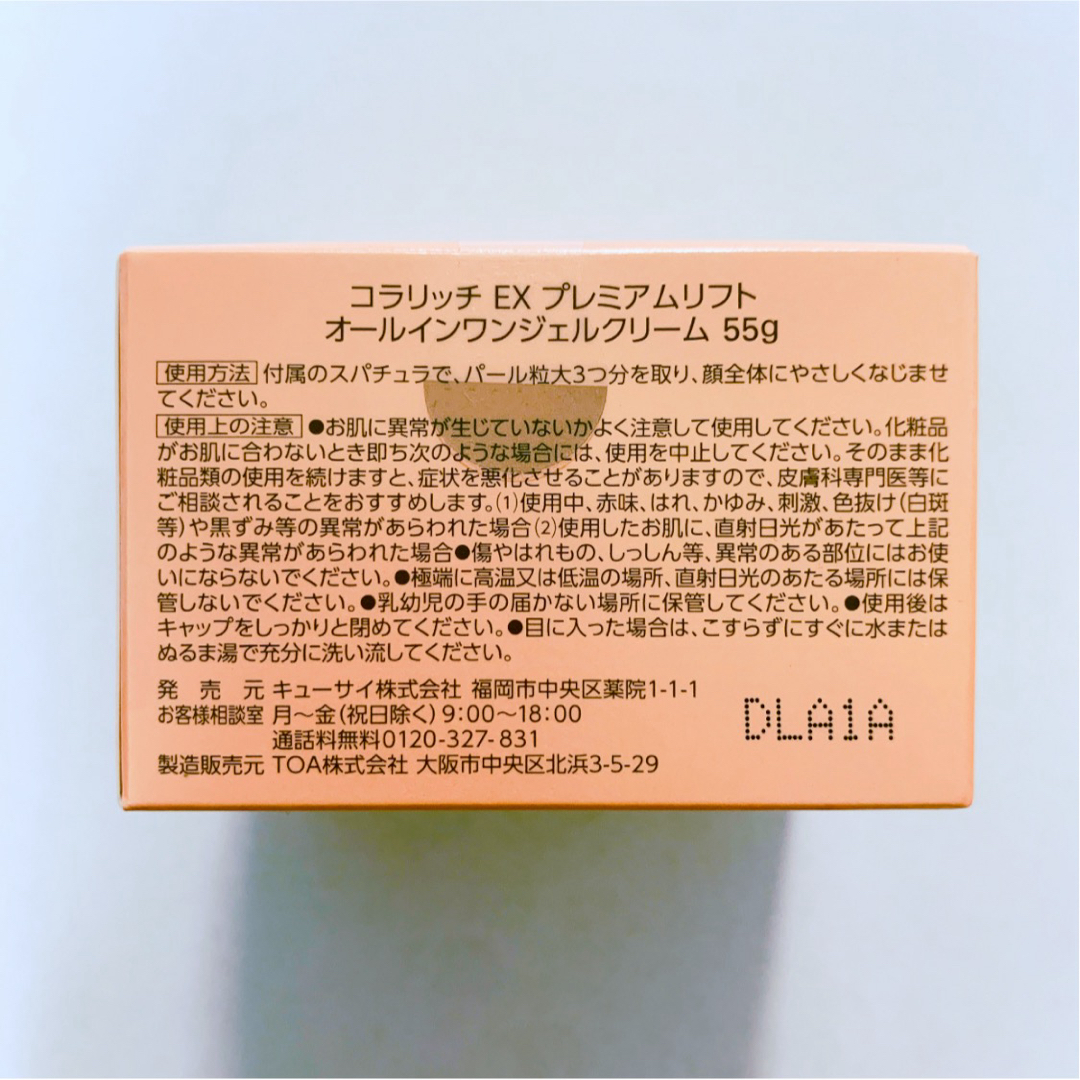 コラリッチ EX プレミアムリフト
オールインワンジェルクリーム 55g
使用方法 付属のスパチュラで、パール粒大3つ分を取り、顔全体にやさしくなじませ
てください。
使用上の注意 ●お肌に異常が生じていないかよく注意して使用してください。化粧品
がお肌に合わないとき即ち次のような場合には、使用を中止してください。そのまま化
粧品類の使用を続けますと、症状を悪化させることがありますので、皮膚科専門医等に
ご相談されることをおすすめします。(1)使用中、赤味、はれ、かゆみ、刺激、色抜け(白斑
等)や黒ずみ等の異常があらわれた場合(2)使用したお肌に、直射日光があたって上記
のような異常があらわれた場合●傷やはれもの、しっしん等、異常のある部位にはお使
いにならないでください。●極端に高温又は低温の場所、直射日光のあたる場所には保
管しないでください。●乳幼児の手の届かない場所に保管してください。●使用後は
キャップをしっかりと閉めてください。●目に入った場合は、こすらずにすぐに水または
ぬるま湯で充分に洗い流してください。
発売元 キューサイ株式会社 福岡市中央区薬院1-1-1
お客様相談室 月〜金(祝日除く)9:00〜18:00
通話料無料0120-327-831
製造販売元 TOA株式会社 大阪市中央区北浜3-5-29
DLA1A